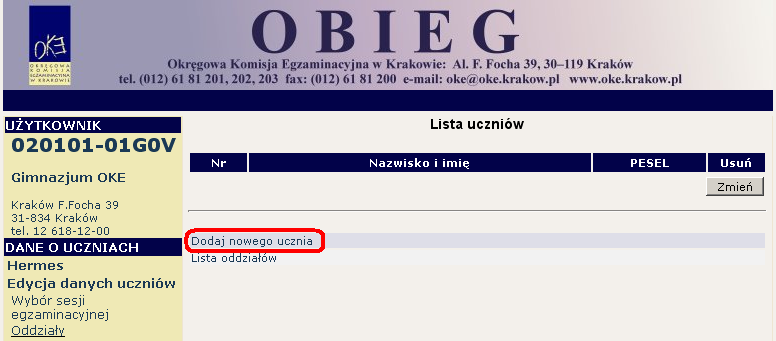 OKE
OKRĘGOWA
KOMISJA
EGZAMINACYJNA
W KRAKOWIE
OBIEG
Okręgowa Komisja Egzaminacyjna w Krakowie: Al. F. Focha 39, 30–119 Kraków
tel. (012) 61 81 201, 202, 203 fax: (012) 61 81 200 e-mail: oke@oke.krakow.pl www.oke.krakow.pl
UŻYTKOWNIK
020101-01G0V
Gimnazjum OKE
Kraków F.Focha 39
31-834 Kraków
tel. 12 618-12-00
DANE O UCZNIACH
Hermes
Edycja danych uczniów
Wybór sesji
egzaminacyjnej
Oddziały
Lista uczniów
Nr Nazwisko i imię PESEL Usuń
Zmień
Dodaj nowego ucznia
Lista oddziałów